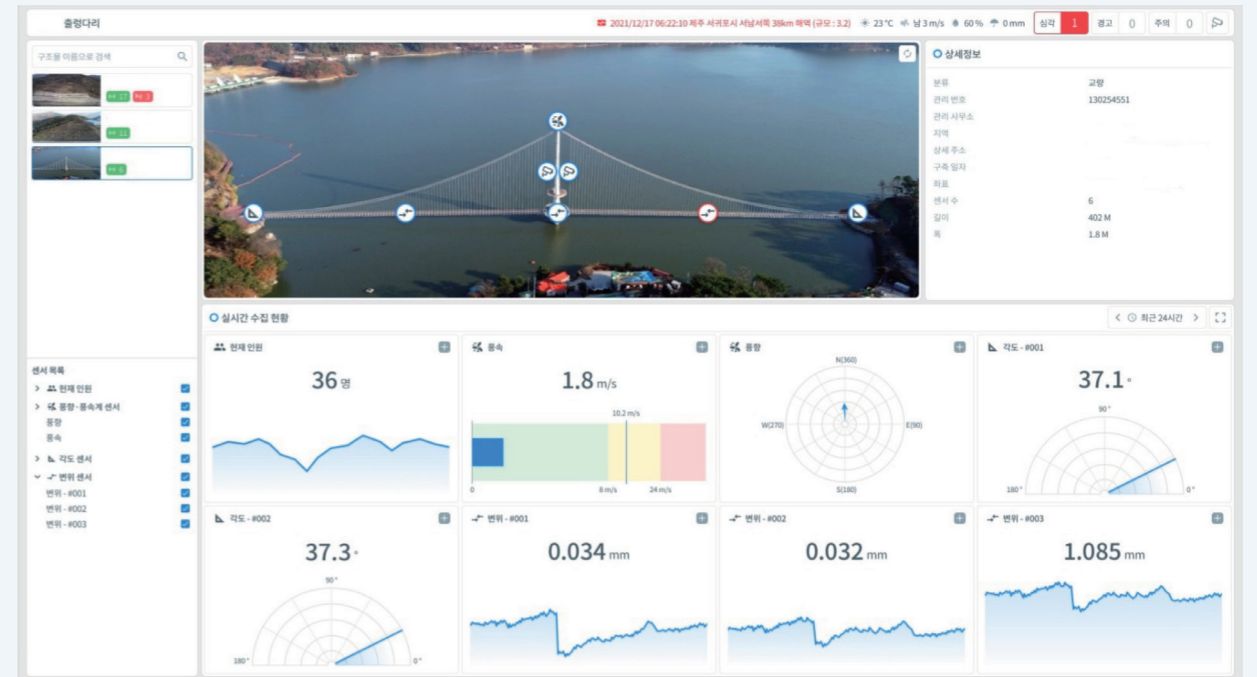 출렁다리
2021/12/17 06:22:10 제주 서귀포시 서남서쪽 38km 해역 (규모 : 3.2)
23 °C
남 3 m/s
60 %
0 mm
심각 1
경고 0
주의 0
구조물 이름으로 검색
17
3
11
6
상세정보
분류 교량
관리 번호 130254551
관리 사무소
지역
상세 주소
구축 일자
좌표
센서 수 6
길이 402 M
폭 1.8 M
실시간 수집 현황
최근 24시간
센서 목록
현재 인원
풍향·풍속계 센서
풍향
풍속
각도 센서
변위 센서
변위 - #001
변위 - #002
변위 - #003
현재 인원
36 명
풍속
1.8 m/s
10.2 m/s
0
8 m/s
24 m/s
풍향
N(360)
W(270)
E(90)
S(180)
각도 - #001
37.1 °
90 °
180 °
0 °
각도 - #002
37.3 °
90 °
180 °
0 °
변위 - #001
0.034 mm
변위 - #002
0.032 mm
변위 - #003
1.085 mm